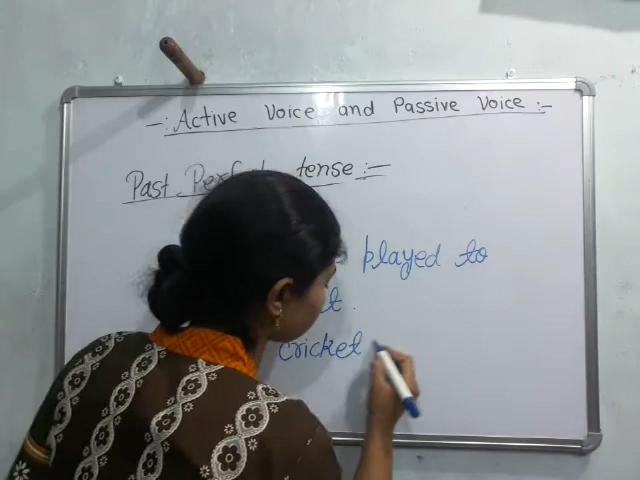 -: Active Voice and Passive Voice :-
Past Perfect tense :-
played to
t.
cricket